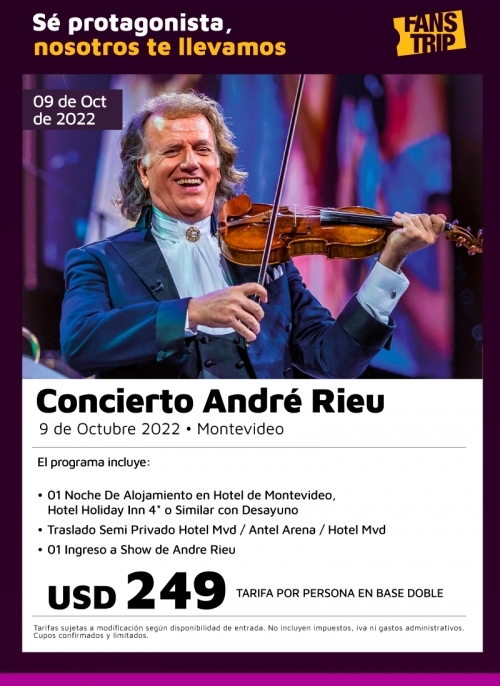 Sé protagonista,
nosotros te llevamos
FANS
TRIP
09 de Oct
de 2022
Concierto André Rieu
9 de Octubre 2022 • Montevideo
El programa incluye:
• 01 Noche De Alojamiento en Hotel de Montevideo,
Hotel Holiday Inn 4* o Similar con Desayuno
• Traslado Semi Privado Hotel Mvd / Antel Arena / Hotel Mvd
• 01 Ingreso a Show de Andre Rieu
USD 249 TARIFA POR PERSONA EN BASE DOBLE
Tarifas sujetas a modificación según disponibilidad de entrada. No incluyen impuestos, iva ni gastos administrativos.
Cupos confirmados y limitados.